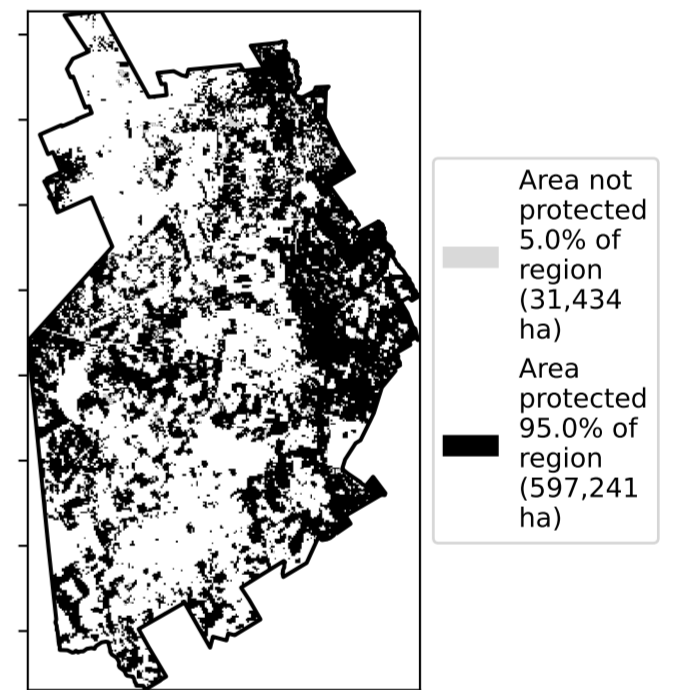 Area not
protected
5.0% of
region
(31,434
ha)
Area
protected
95.0% of
region
(597,241
ha)